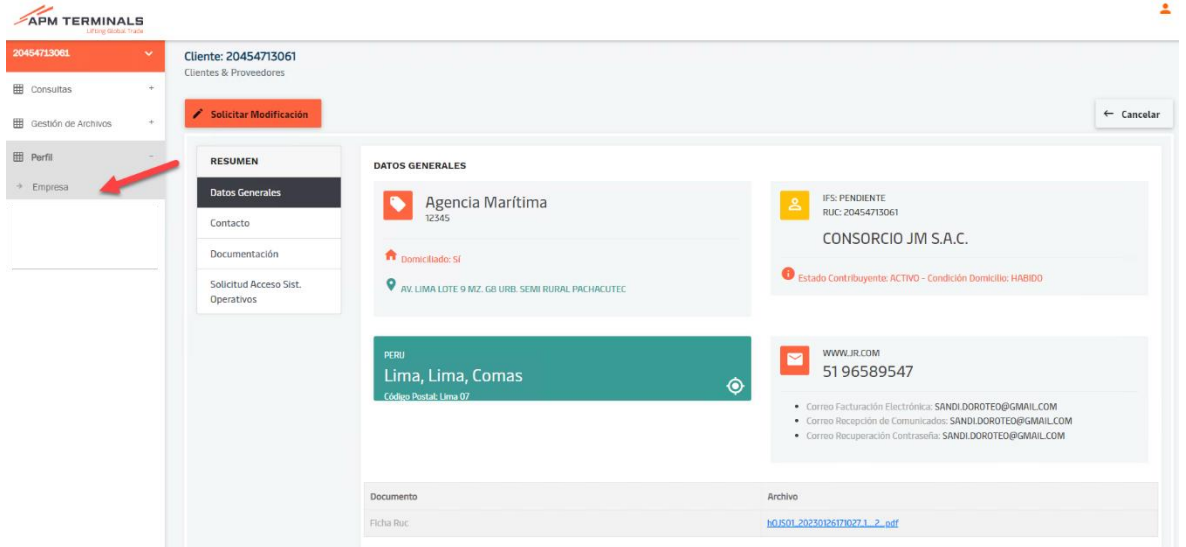 APM TERMINALS
Lifting Global Trade
20454713061
Consultas
Gestión de Archivos
Perfil
Empresa
Cliente: 20454713061
Clientes & Proveedores
Solicitar Modificación
Cancelar
RESUMEN
Datos Generales
Contacto
Documentación
Solicitud Acceso Sist.
Operativos
DATOS GENERALES
Agencia Marítima
12345
Domiciliado: Sí
AV. LIMA LOTE 9 MZ. GB URB. SEMI RURAL PACHACUTEC
IFS: PENDIENTE
RUC: 20454713061
CONSORCIO JM S.A.C.
Estado Contribuyente: ACTIVO - Condición Domicilio: HABIDO
PERU
Lima, Lima, Comas
Código Postal: Lima 07
WWW.JR.COM
51 96589547
Correo Facturación Electrónica: SANDI.DOROTEO@GMAIL.COM
Correo Recepción de Comunicados: SANDI.DOROTEO@GMAIL.COM
Correo Recuperación Contraseña: SANDI.DOROTEO@GMAIL.COM
Documento Archivo
Ficha Ruc h0JS01_20230126171027_1__2_.pdf